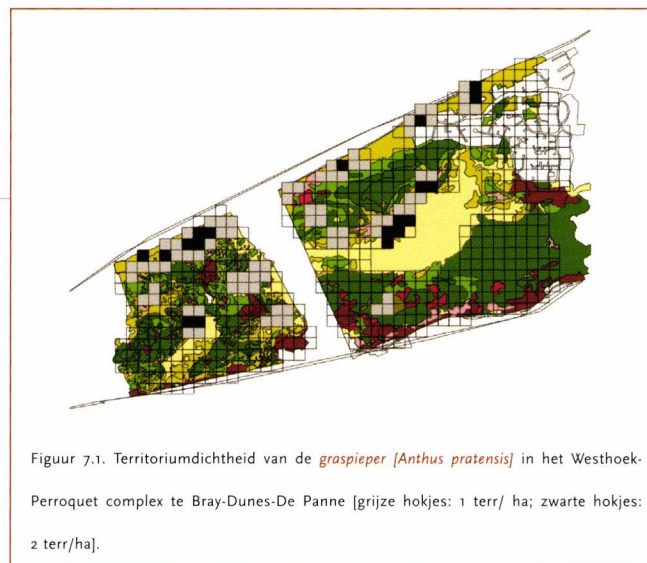 Figuur 7.1. Territoriumdichtheid van de graspieper [Anthus pratensis] in het Westhoek-
Perroquet complex te Bray-Dunes-De Panne [grijze hokjes: 1 terr/ ha; zwarte hokjes:
2 terr/ha].